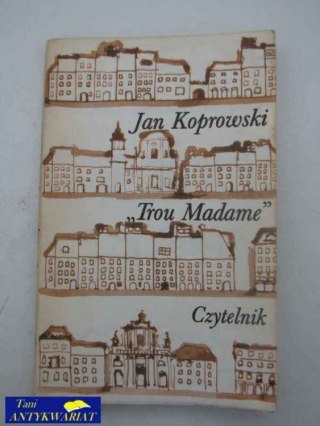 Jan Koprowski
„Trou Madame”
Czytelnik
Tani
ANTYKWARIAT